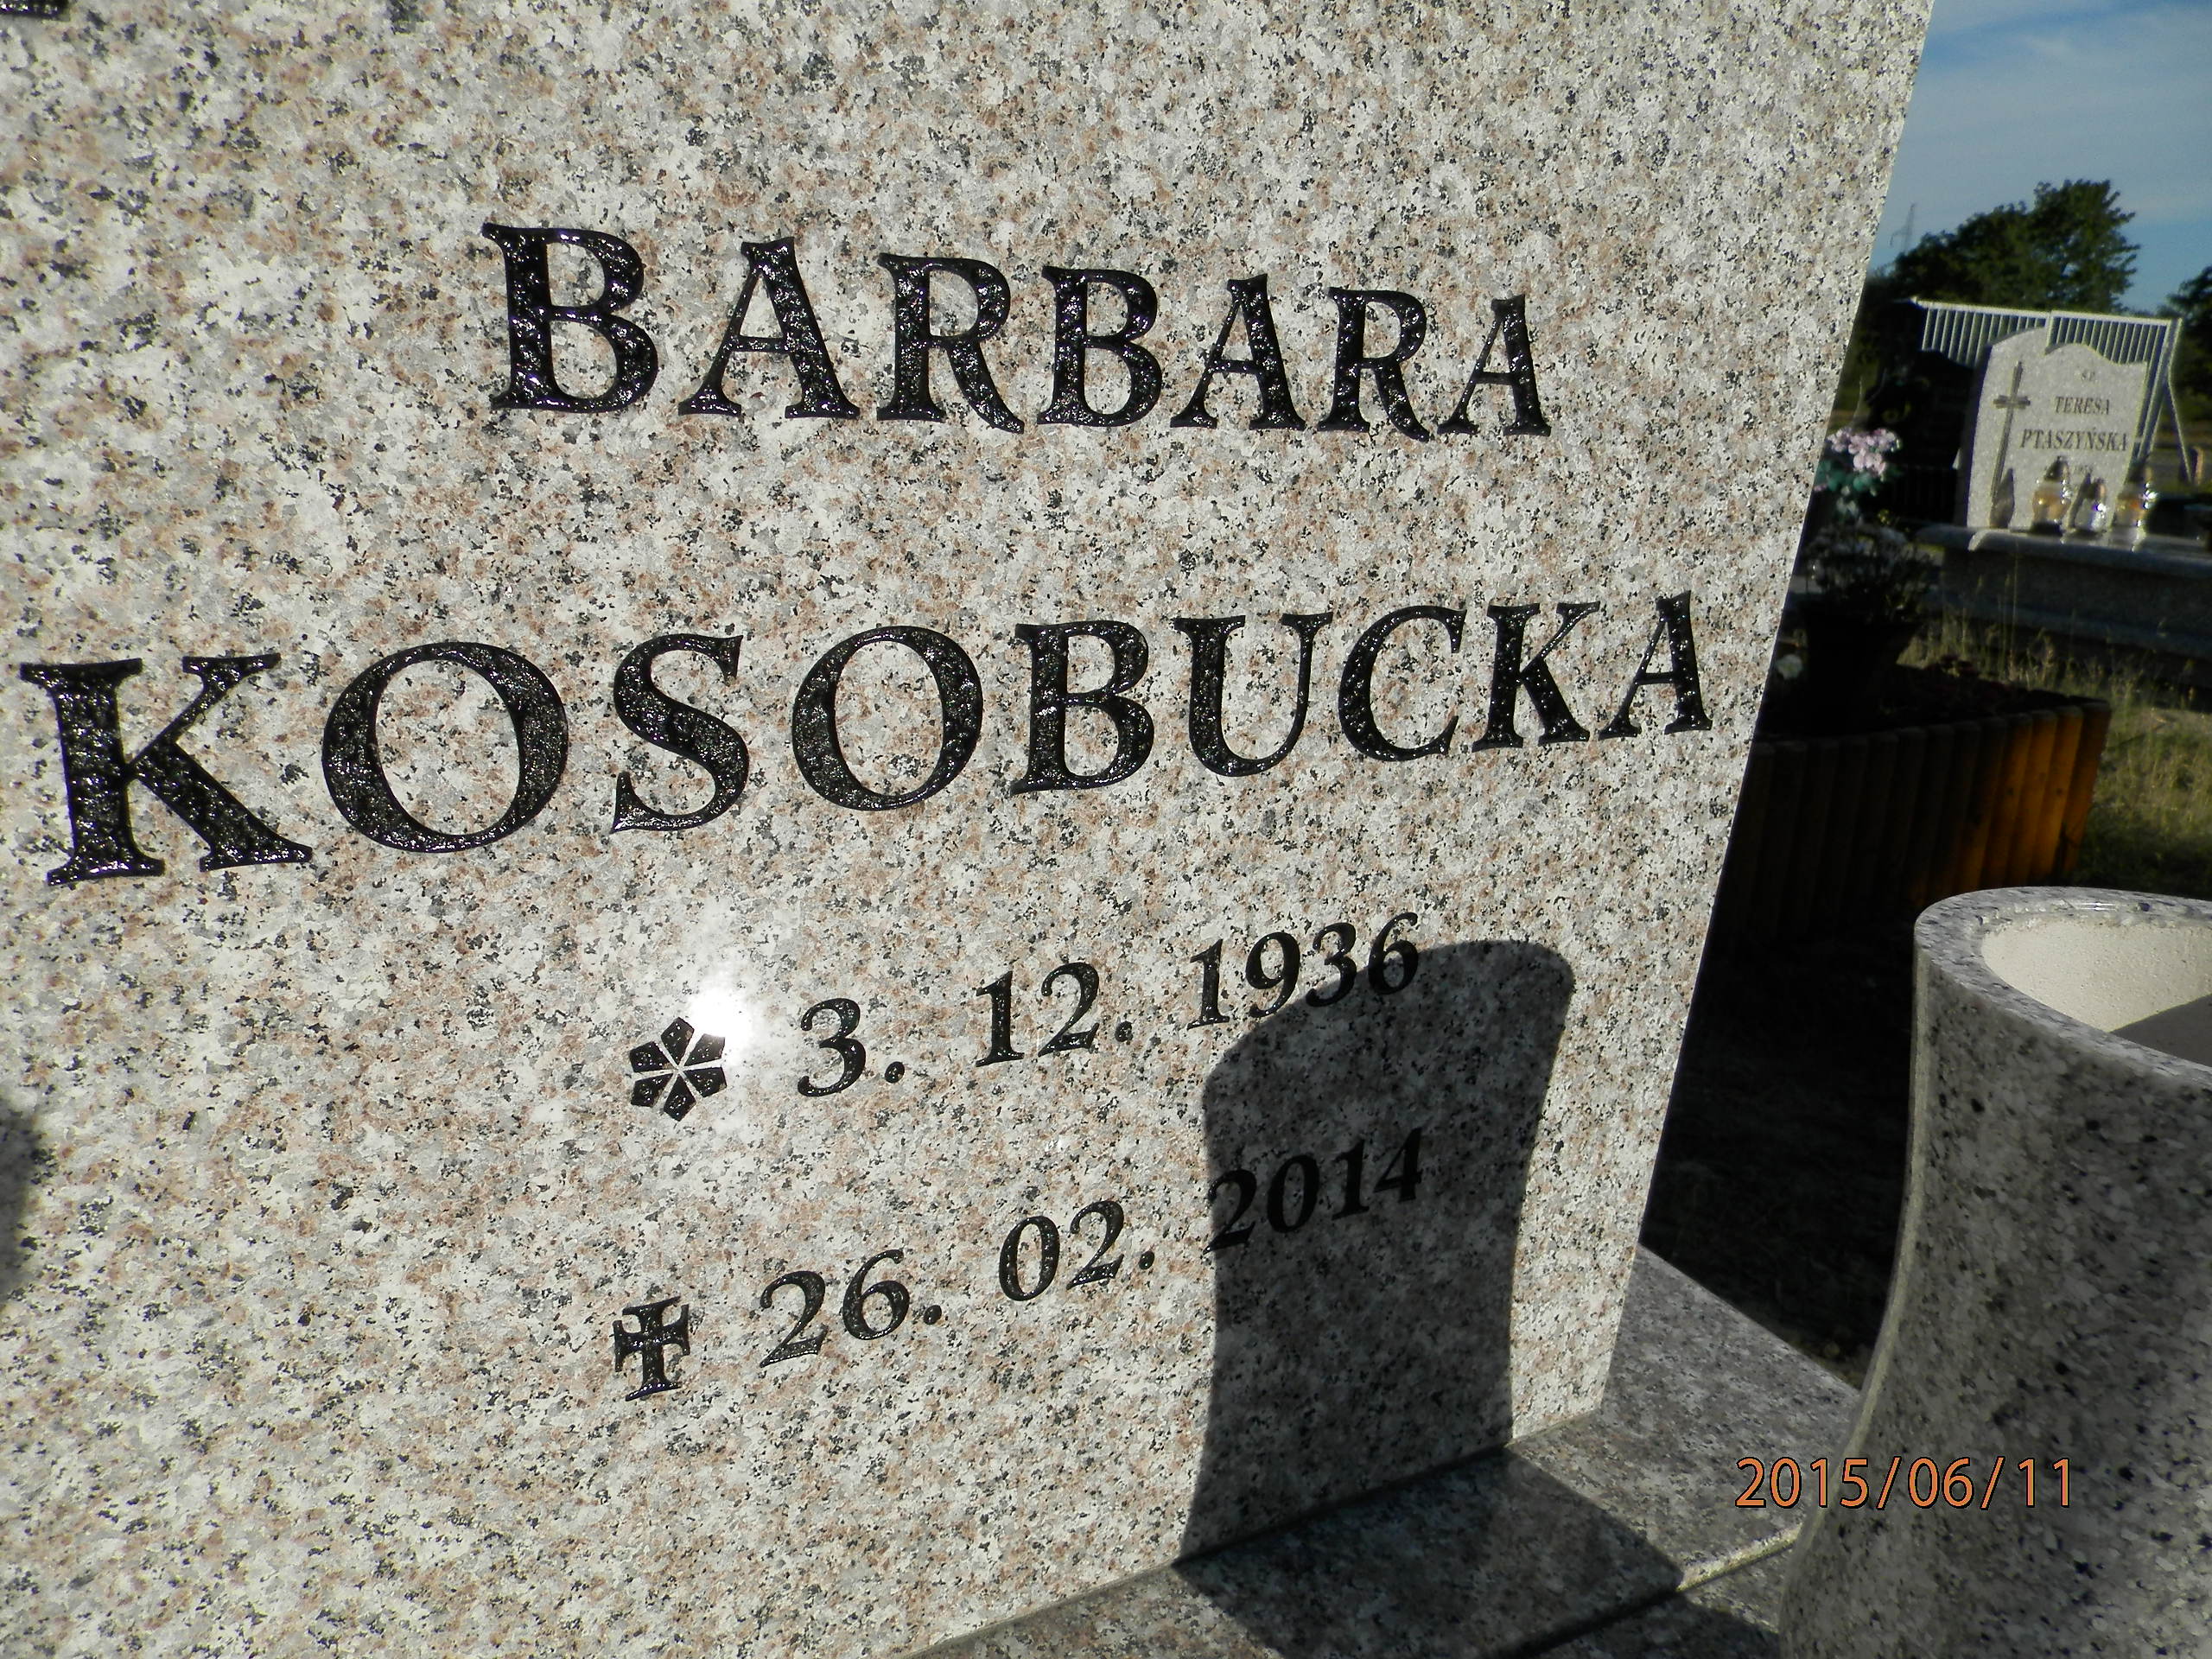 BARBARA
KOSOBUCKA
3. 12. 1936
26. 02. 2014
TERESA
PTASZYŃSKA
2015/06/11